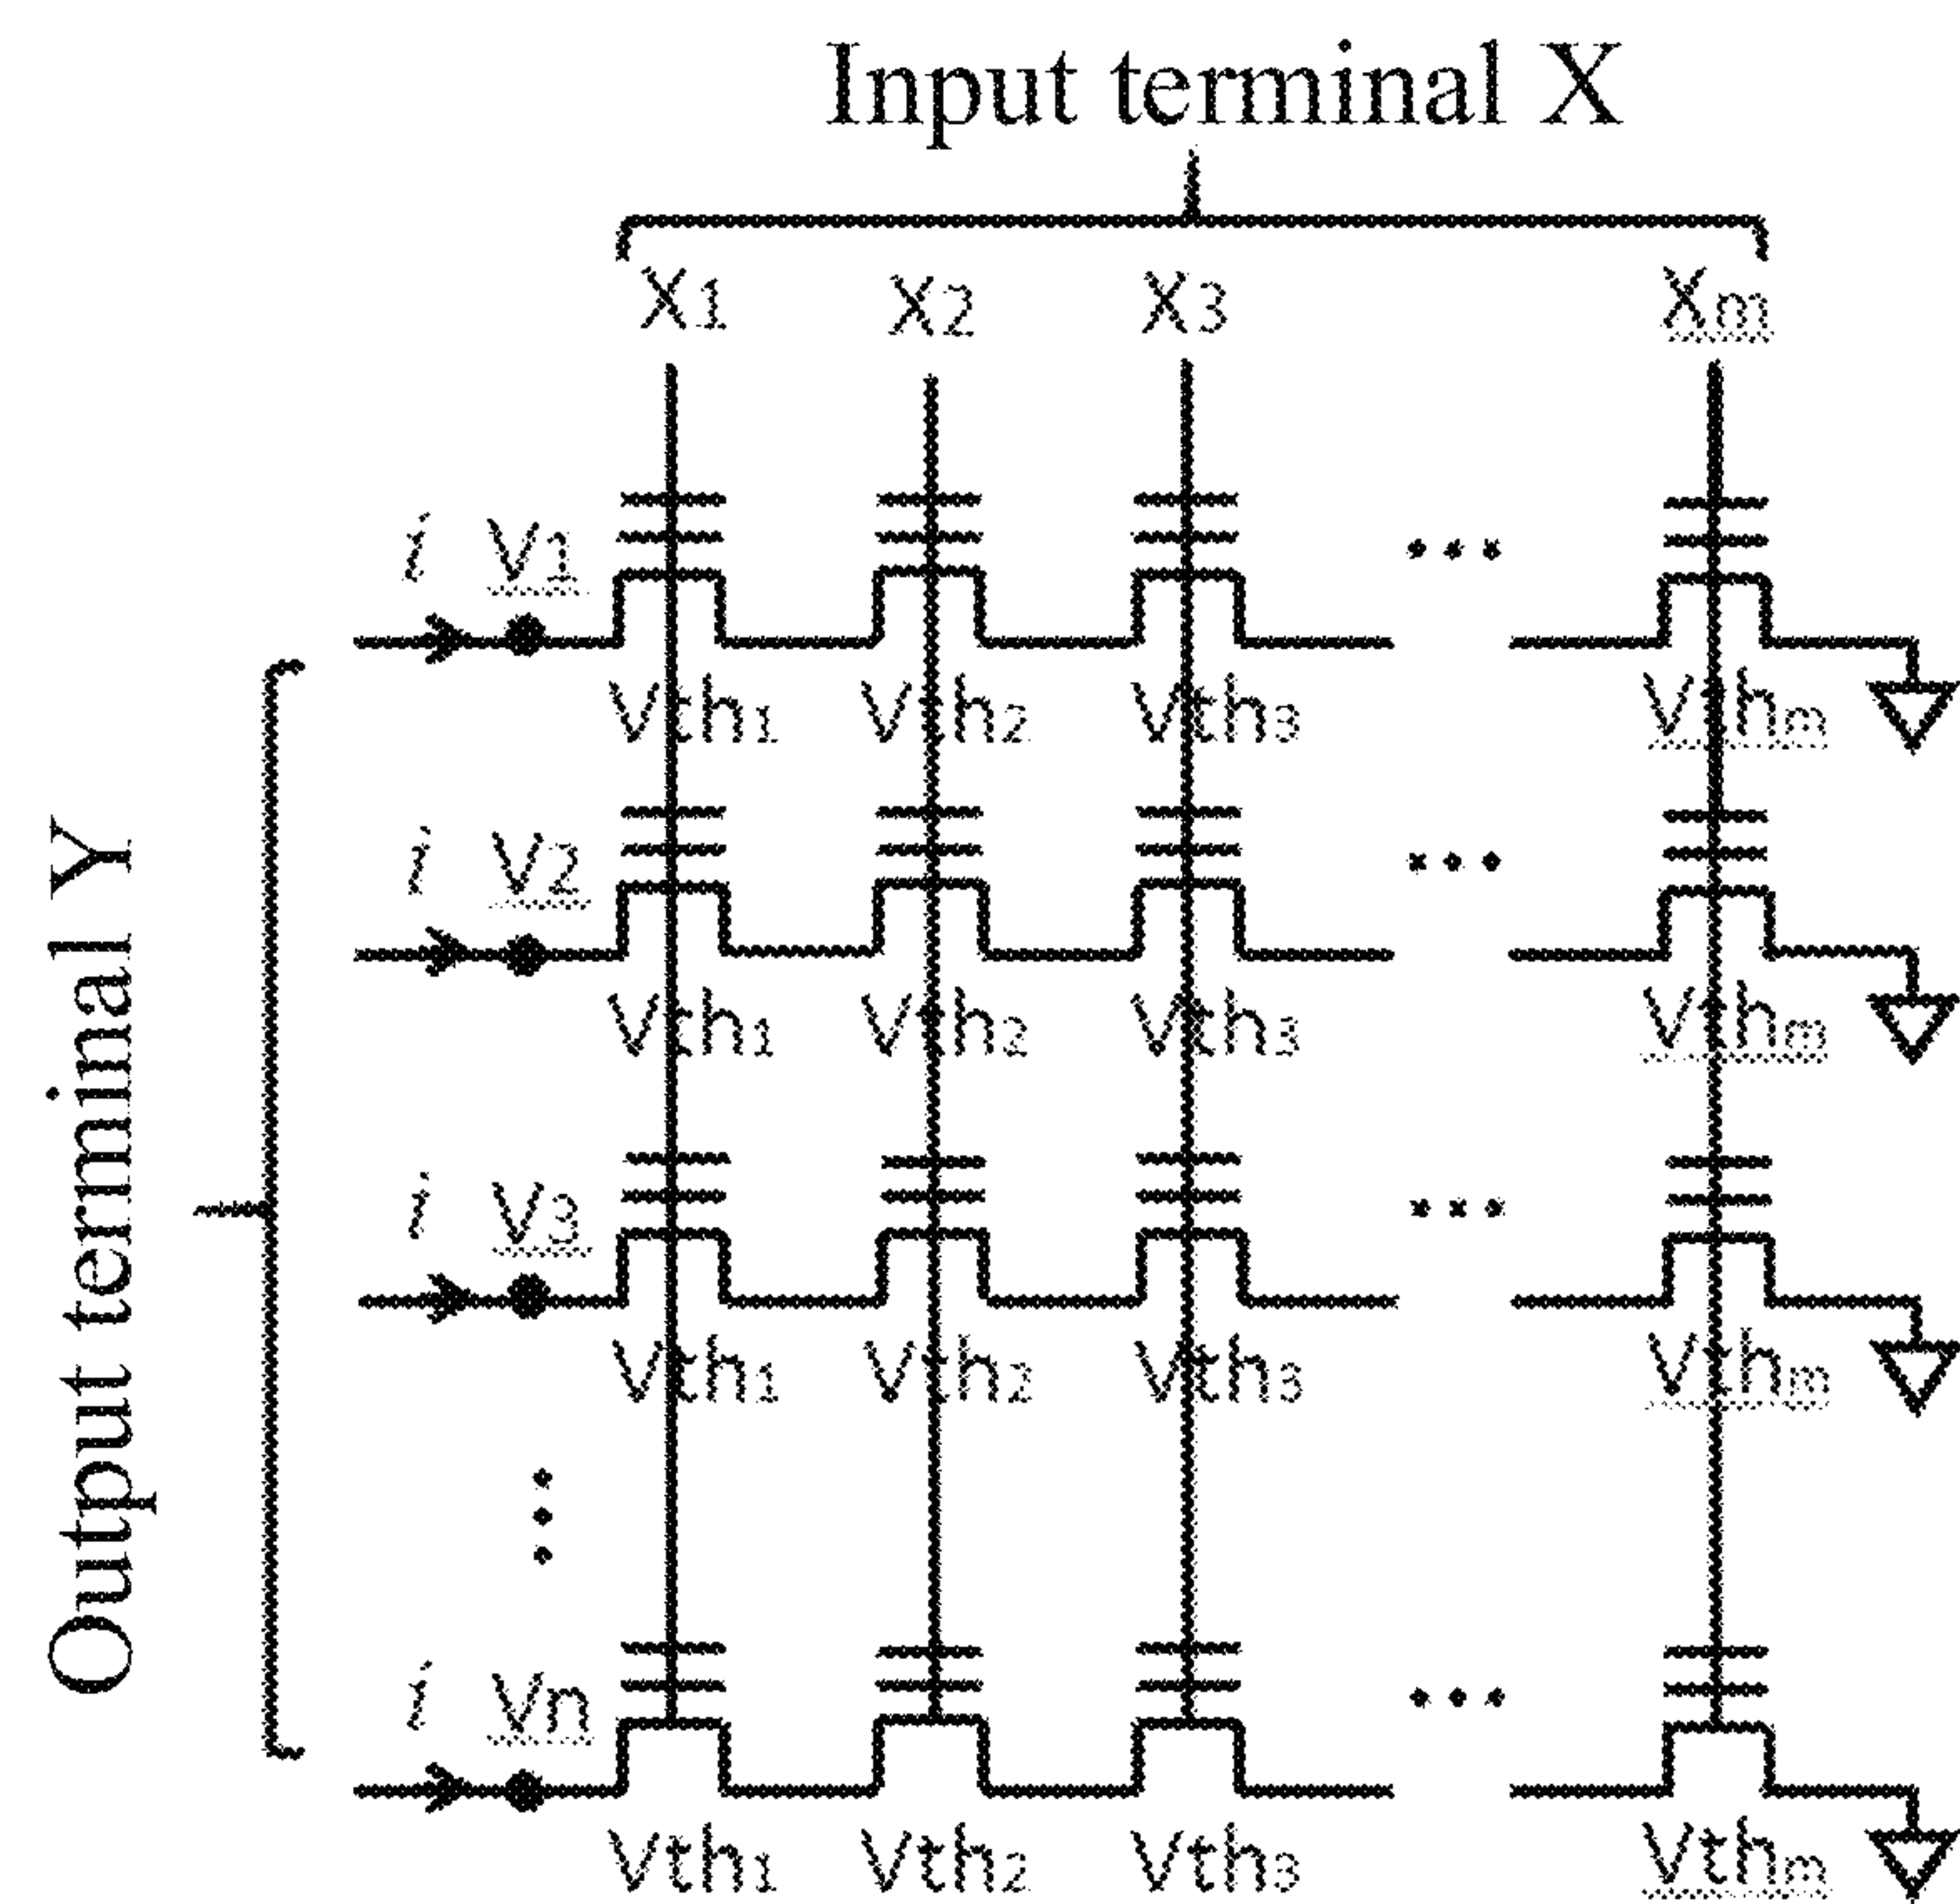 Input terminal X
X1 X2 X3 Xm
i V1
Vth1 Vth2 Vth3 ... Vthm
i V2
Vth1 Vth2 Vth3 ... Vthm
i V3
Vth1 Vth2 Vth3 ... Vthm
i Vn
Vth1 Vth2 Vth3 ... Vthm
Output terminal Y